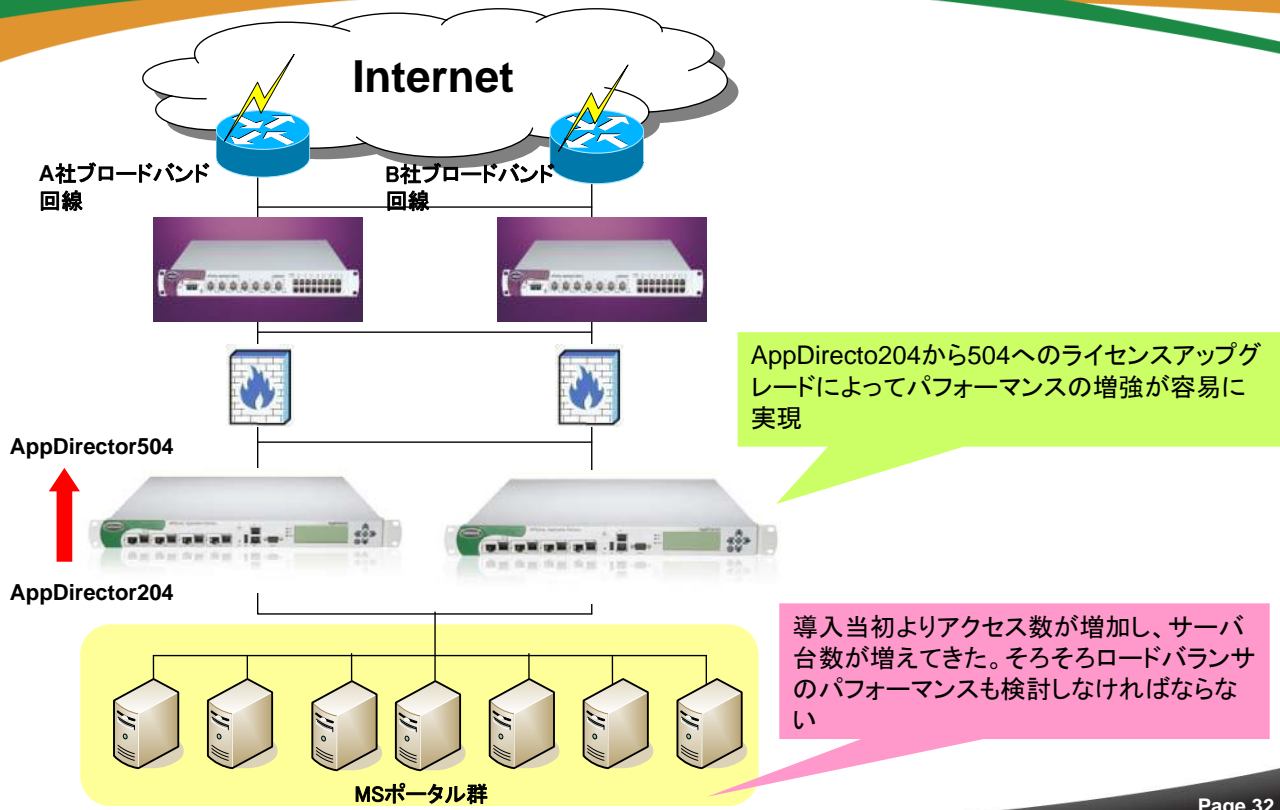 Internet
A社ブロードバンド
回線
B社ブロードバンド
回線
AppDirecto204から504へのライセンスアップグ
レードによってパフォーマンスの増強が容易に
実現
AppDirector504
AppDirector204
導入当初よりアクセス数が増加し、サーバ
台数が増えてきた。そろそろロードバランサ
のパフォーマンスも検討しなければならな
い
MSポータル群
Page 32